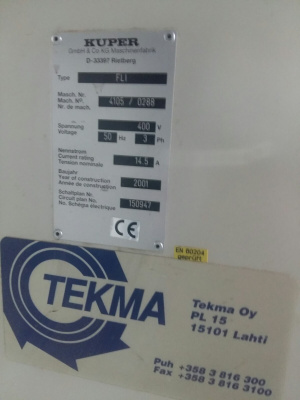 KUPER
GmbH & Co KG Maschinenfabrik
D-33397 Rietberg
Type FLI
Masch. Nr.
Mach. Nº. 4105 / 0288
Nr. de mach.
Spannung 400 V
Voltage 50 Hz 3 Ph
Nennstrom
Current rating 14.5 A
Tension nominale
Baujahr
Year of construction 2001
Année de construction
Schaltplan Nr.
Circuit plan No. 150947
No. Schéma électrique
CE
EN 60204
geprüft
TEKMA
Tekma Oy
PL 15
15101 Lahti
Puh +358 3 816 300
Fax +358 3 816 3100